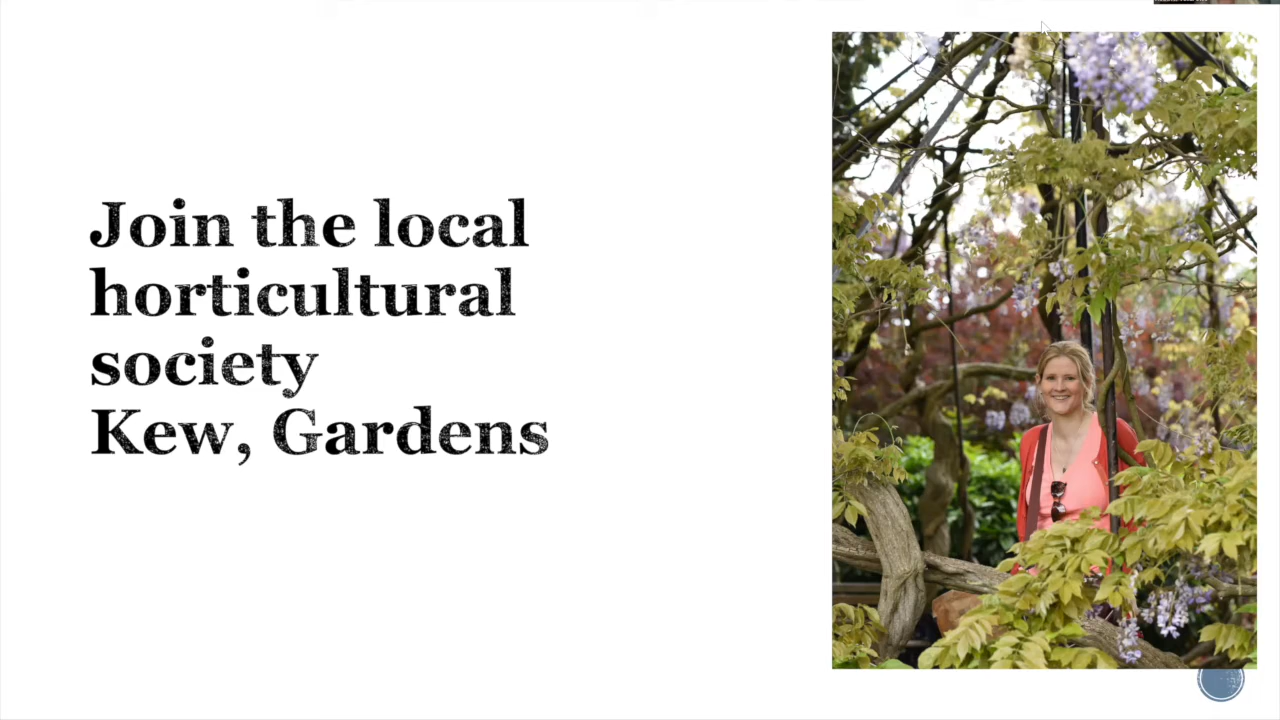 Join the local
horticultural
society
Kew, Gardens